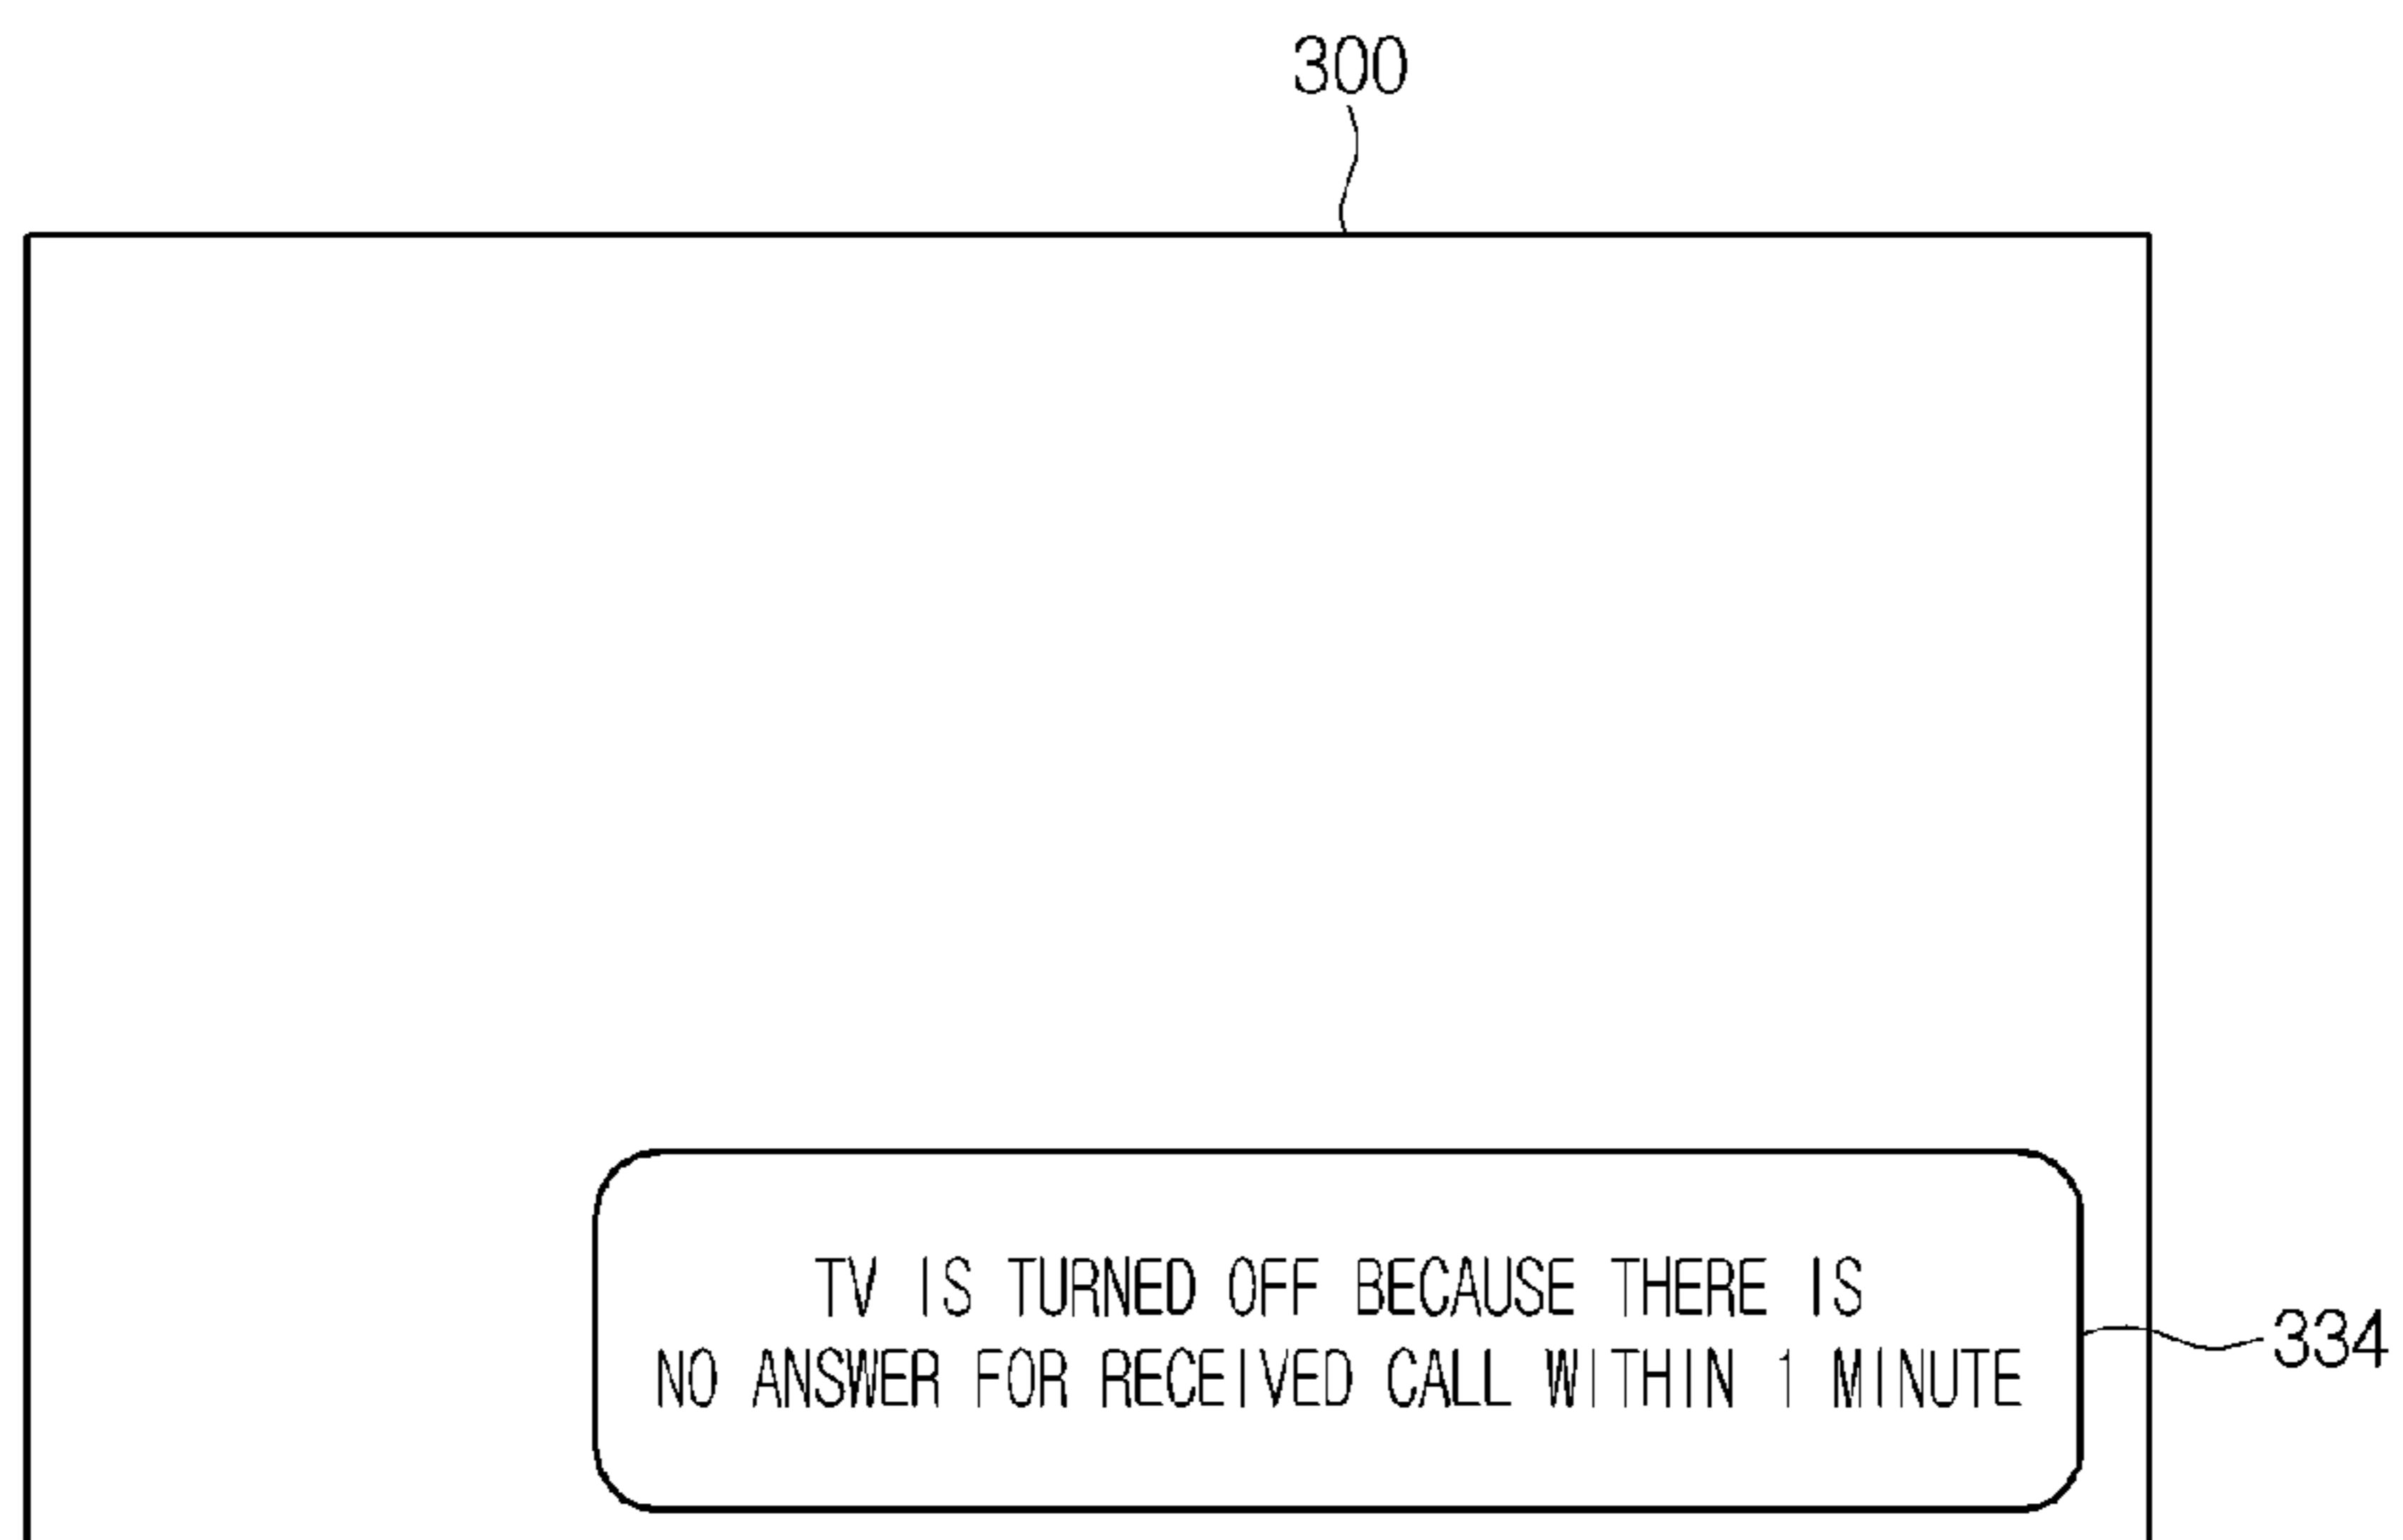 300
TV IS TURNED OFF BECAUSE THERE IS
NO ANSWER FOR RECEIVED CALL WITHIN 1 MINUTE
334